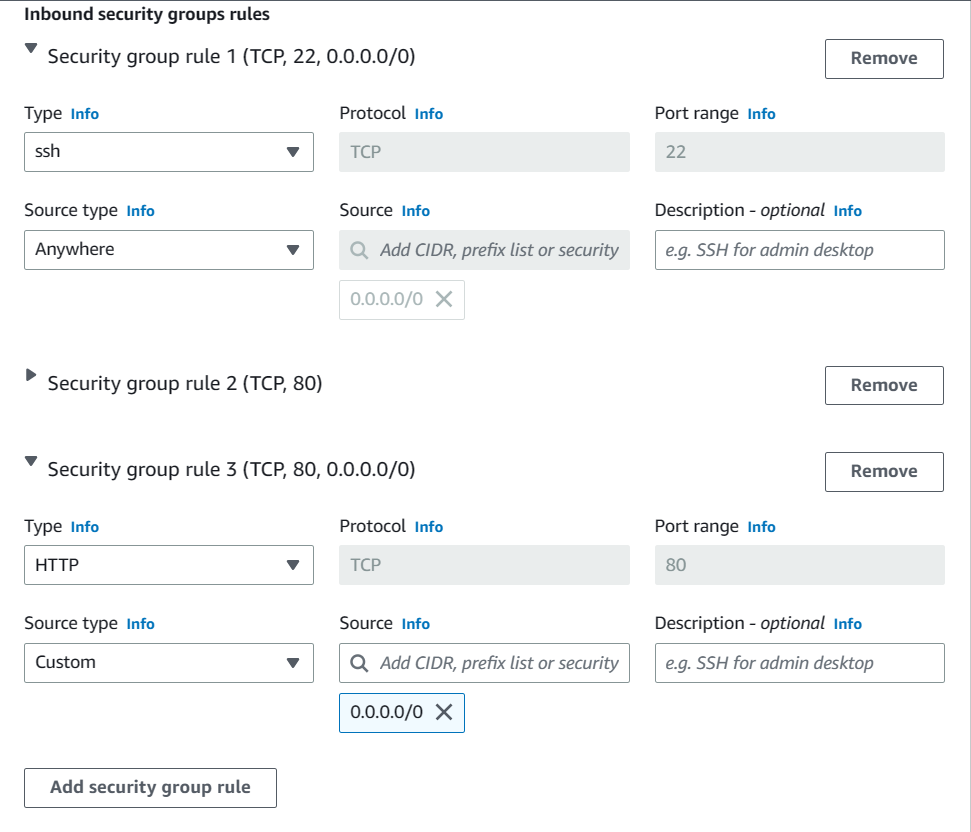 Inbound security groups rules
Security group rule 1 (TCP, 22, 0.0.0.0/0)
Remove
Type Info
Protocol Info
Port range Info
ssh
TCP
22
Source type Info
Source Info
Description - optional Info
Anywhere
Add CIDR, prefix list or security
e.g. SSH for admin desktop
0.0.0.0/0
Security group rule 2 (TCP, 80)
Remove
Security group rule 3 (TCP, 80, 0.0.0.0/0)
Remove
Type Info
Protocol Info
Port range Info
HTTP
TCP
80
Source type Info
Source Info
Description - optional Info
Custom
Add CIDR, prefix list or security
e.g. SSH for admin desktop
0.0.0.0/0
Add security group rule